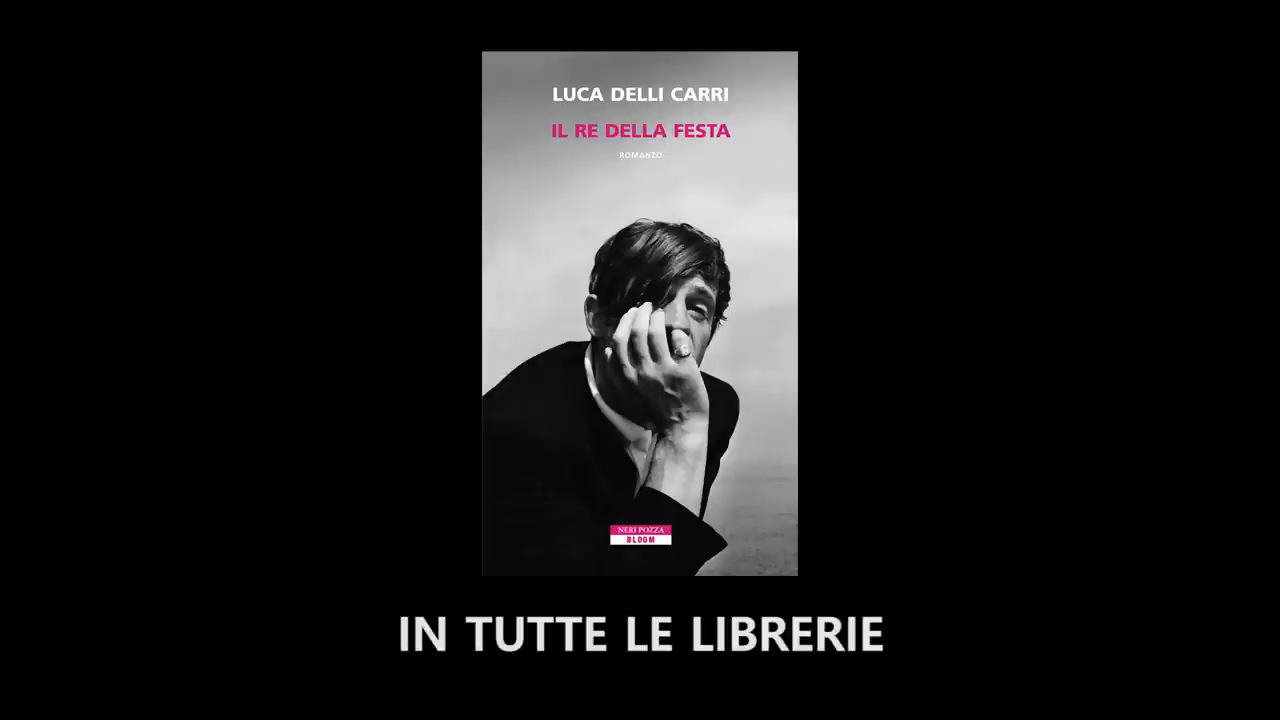 LUCA DELLI CARRI
IL RE DELLA FESTA
ROMANZO
NERI POZZA
BLOOM
IN TUTTE LE LIBRERIE